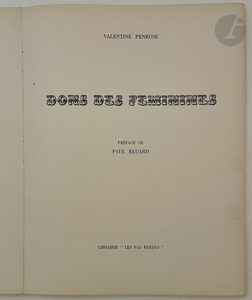 VALENTINE PENROSE
DONS DES FEMININES
PRÉFACE DE
PAUL ELUARD
LIBRAIRIE "LES PAS PERDUS"